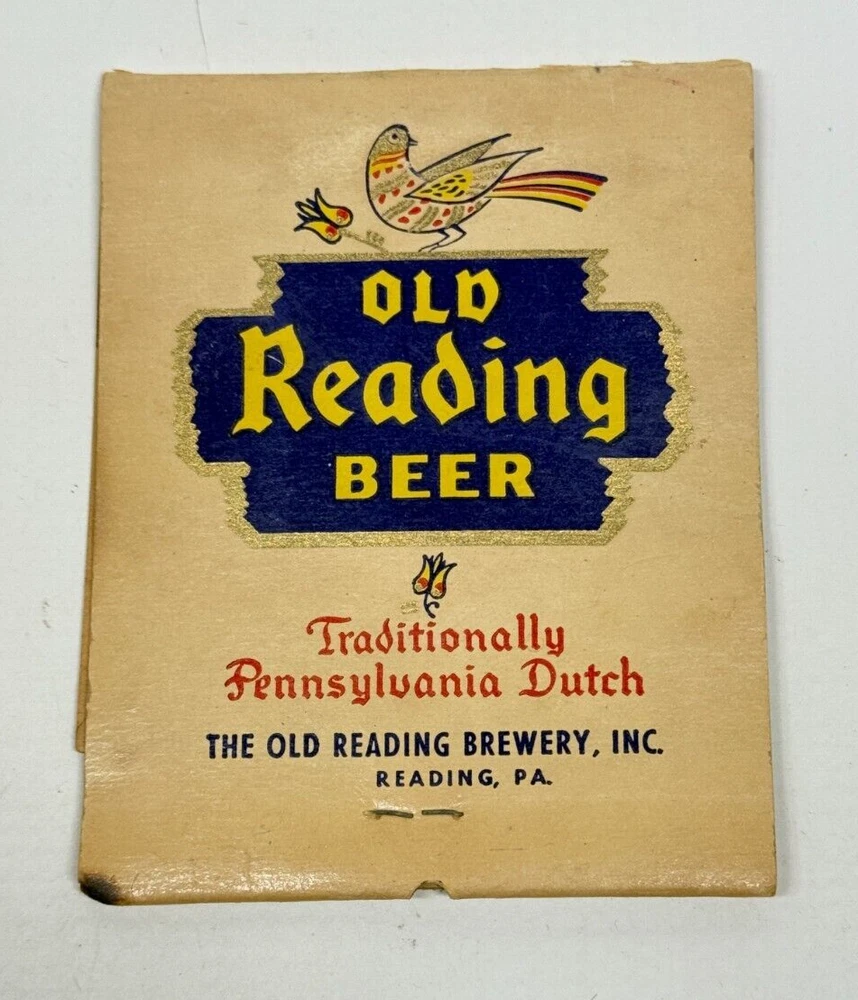 OLD
Reading
BEER
Traditionally
Pennsylvania Dutch
THE OLD READING BREWERY, INC.
READING, PA.